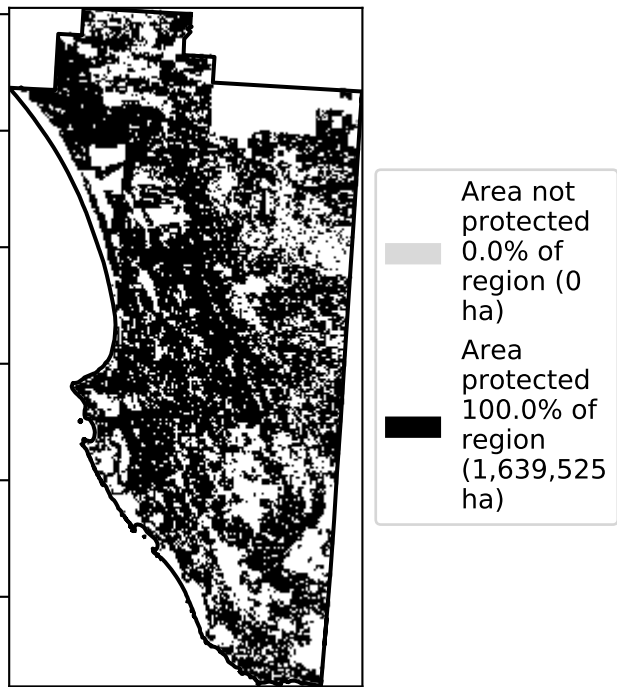 Area not
protected
0.0% of
region (0
ha)
Area
protected
100.0% of
region
(1,639,525
ha)